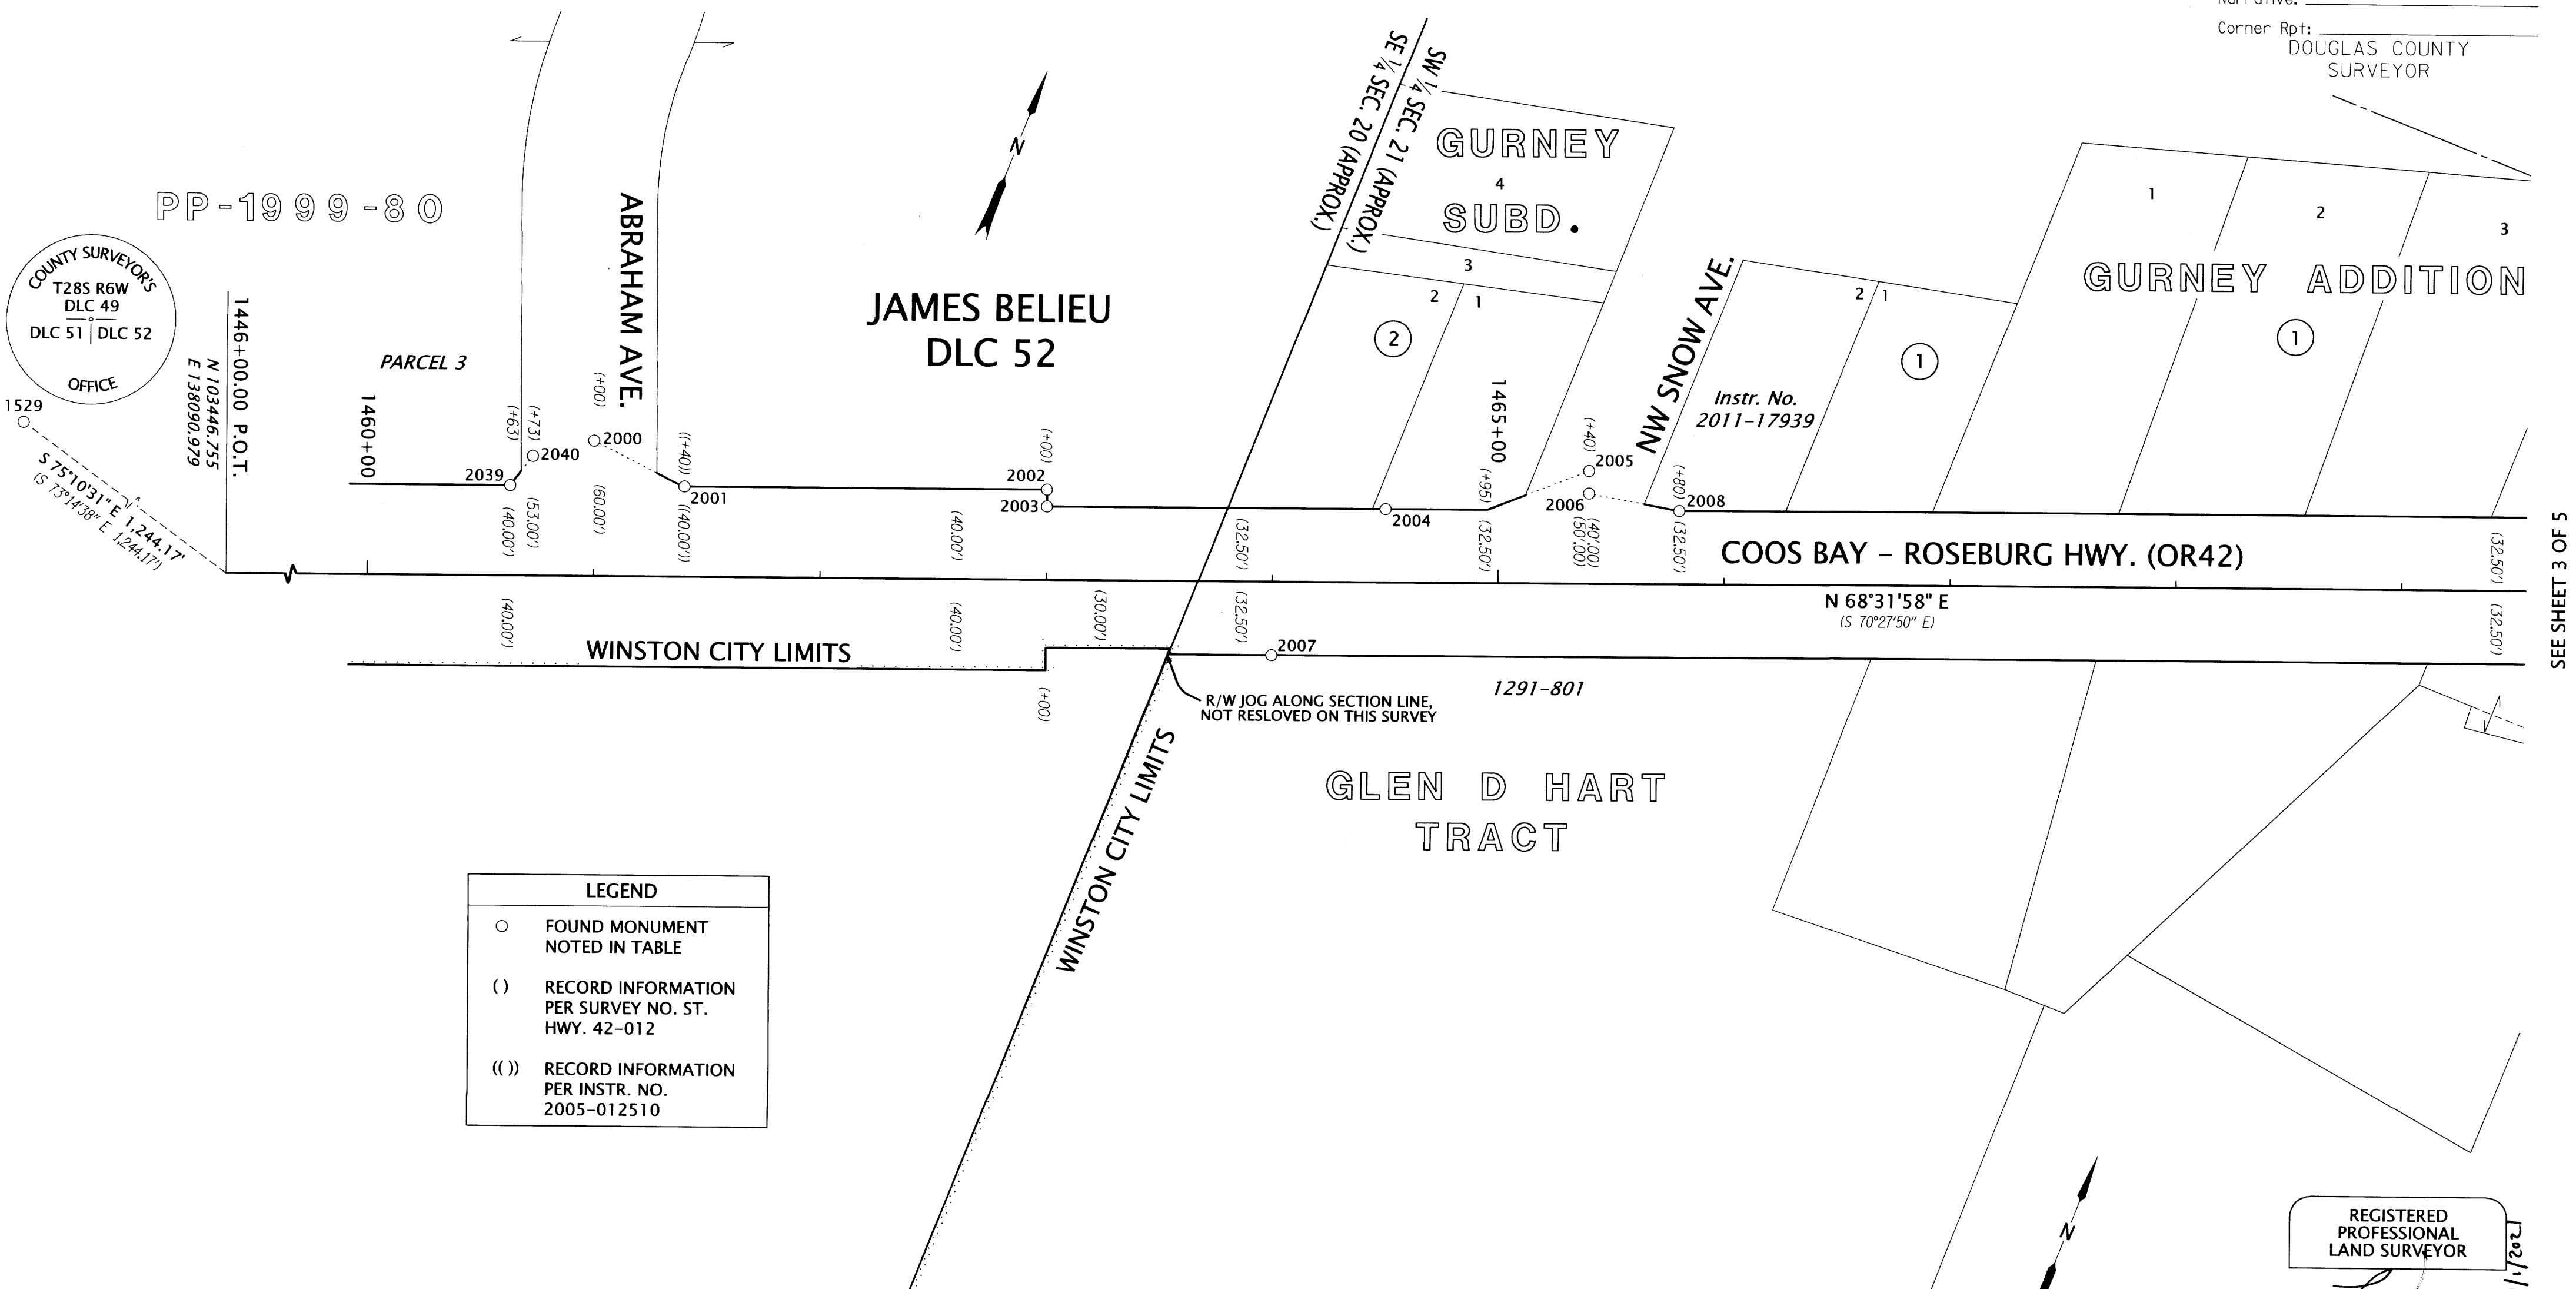 Corner Rpt:
DOUGLAS COUNTY
SURVEYOR
SE ¼ SEC. 20 (APPROX.)
SW ¼ SEC. 21 (APPROX.)
GURNEY
4
SUBD.
3
2
1
2
PP-1999-80
ABRAHAM AVE.
N
JAMES BELIEU
DLC 52
COUNTY SURVEYOR'S
T28S R6W
DLC 49
DLC 51 | DLC 52
OFFICE
1529
S 75°10'31" E 1,244.17'
(S 73°14'38" E 1,244.17')
1446+00.00 P.O.T.
N 103446.755
E 138090.979
PARCEL 3
1460+00
(+63)
(+73)
(+00)
((+40))
2039
2040
2000
2001
(40.00')
(53.00')
(60.00')
((40.00'))
(+00)
2002
2003
(40.00')
(32.50')
2004
1465+00
(+95)
(32.50')
(+40)
2005
2006
(40'.00)
(50'.00)
NW SNOW AVE.
(+80)
2008
(32.50')
Instr. No.
2011-17939
2
1
1
1
2
3
GURNEY ADDITION
1
COOS BAY - ROSEBURG HWY. (OR42)
(32.50')
N 68°31'58" E
(S 70°27'50" E)
(32.50')
SEE SHEET 3 OF 5
(40.00')
WINSTON CITY LIMITS
(40.00')
(+00)
(30.00')
(32.50')
2007
R/W JOG ALONG SECTION LINE,
NOT RESLOVED ON THIS SURVEY
1291-801
WINSTON CITY LIMITS
GLEN D HART
TRACT
LEGEND
FOUND MONUMENT
NOTED IN TABLE
( ) RECORD INFORMATION
PER SURVEY NO. ST.
HWY. 42-012
(( )) RECORD INFORMATION
PER INSTR. NO.
2005-012510
N
REGISTERED
PROFESSIONAL
LAND SURVEYOR